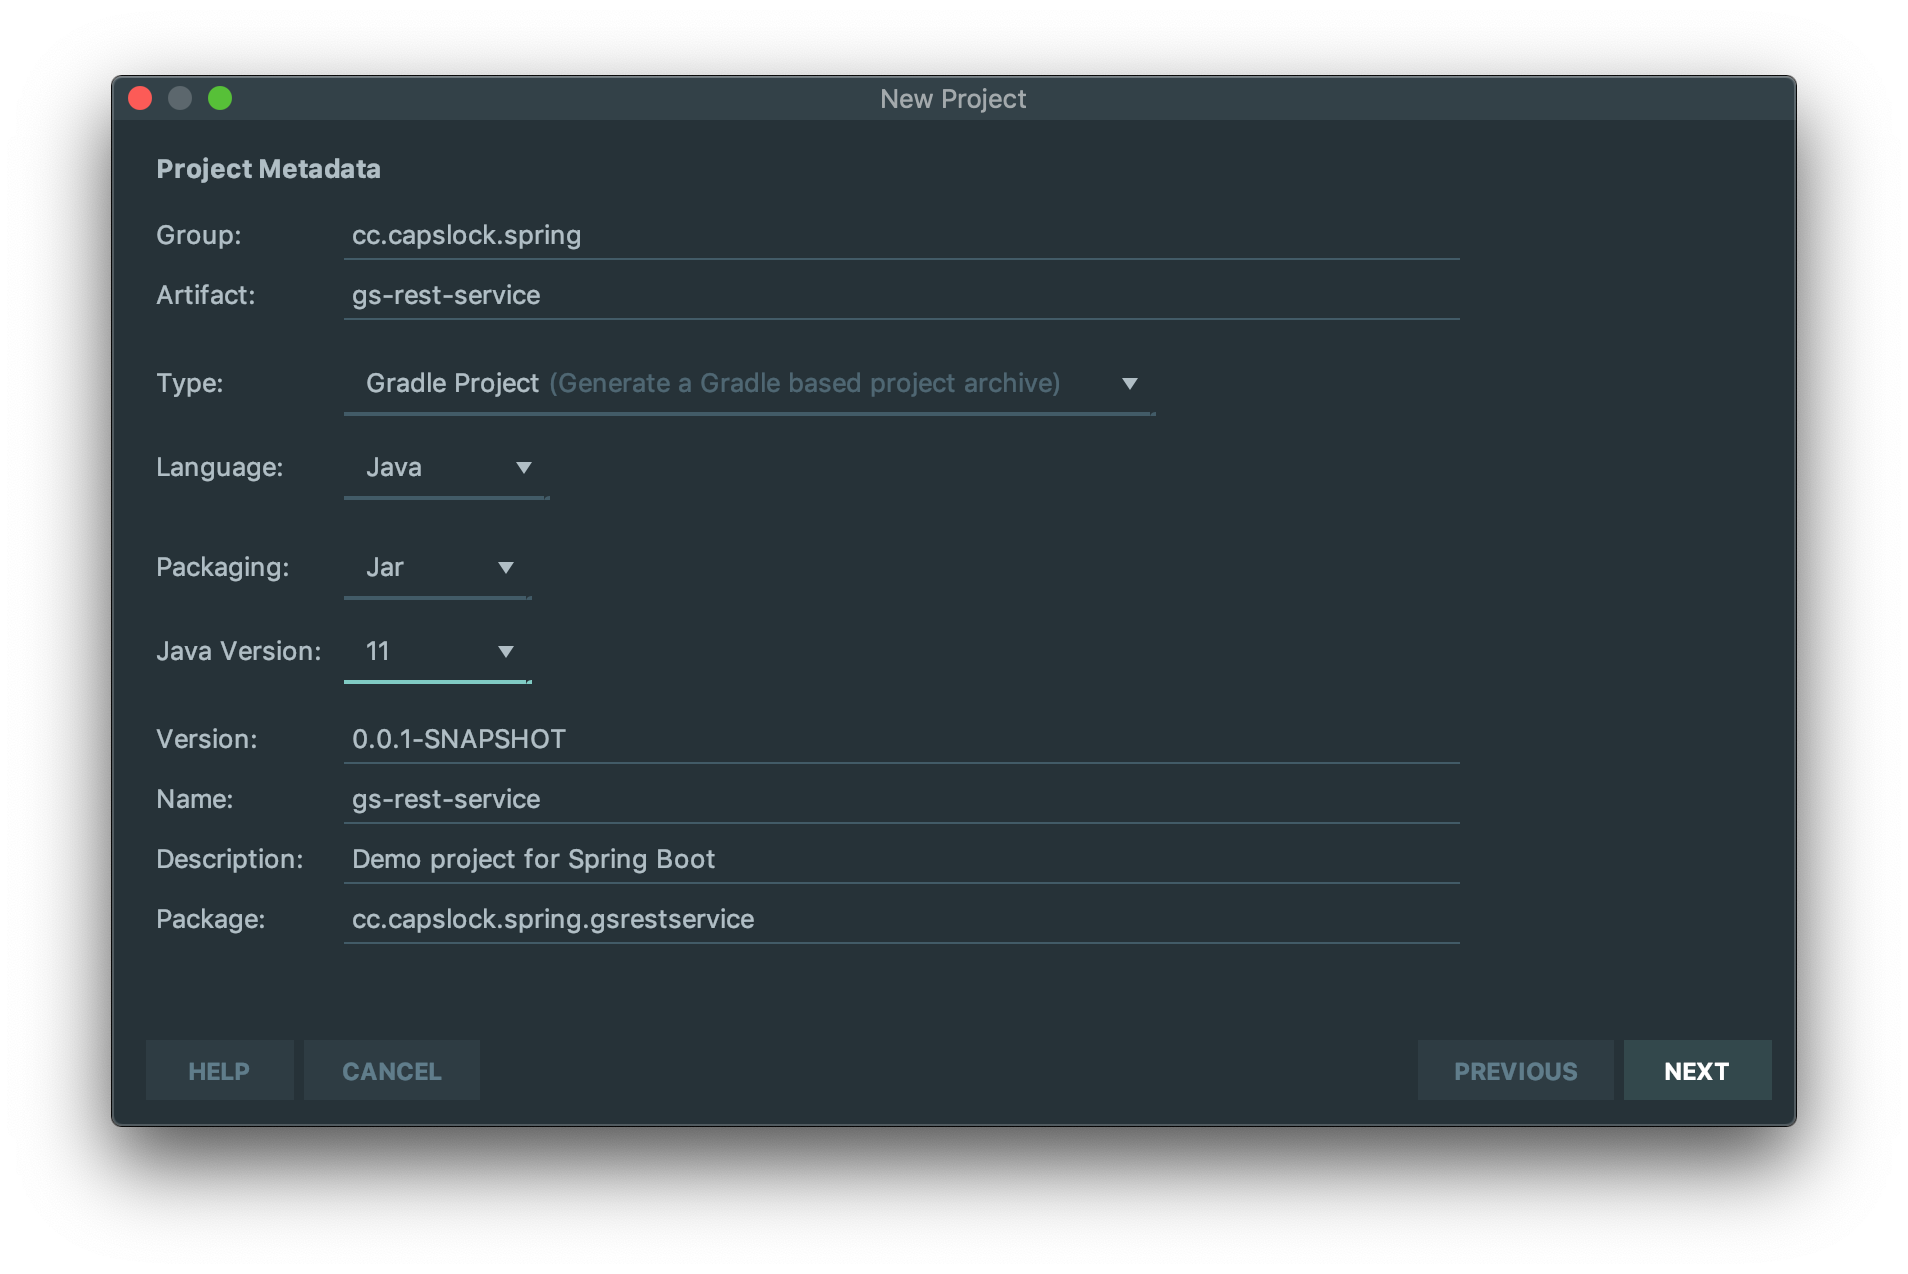 New Project
Project Metadata
Group: cc.capslock.spring
Artifact: gs-rest-service
Type: Gradle Project (Generate a Gradle based project archive)
Language: Java
Packaging: Jar
Java Version: 11
Version: 0.0.1-SNAPSHOT
Name: gs-rest-service
Description: Demo project for Spring Boot
Package: cc.capslock.spring.gsrestservice
HELP CANCEL PREVIOUS NEXT